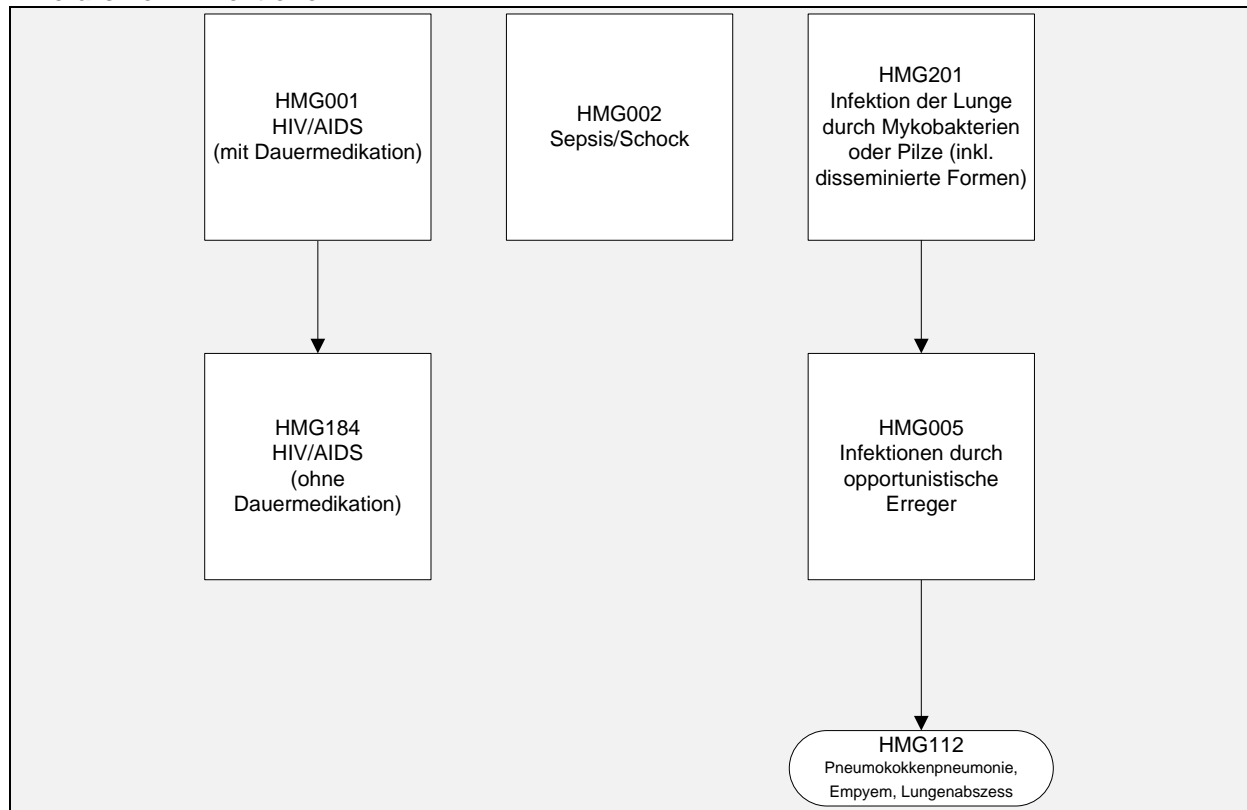 HMG001
HIV/AIDS
(mit Dauermedikation)
HMG002
Sepsis/Schock
HMG201
Infektion der Lunge
durch Mykobakterien
oder Pilze (inkl.
disseminierte Formen)
HMG184
HIV/AIDS
(ohne
Dauermedikation)
HMG005
Infektionen durch
opportunistische
Erreger
HMG112
Pneumokokkenpneumonie,
Empyem, Lungenabszess